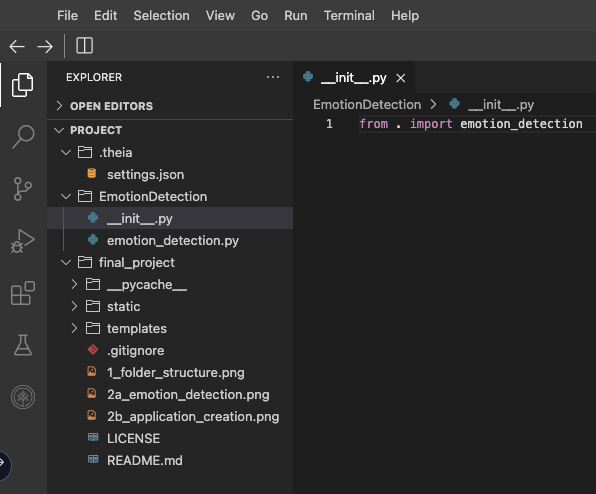 File Edit Selection View Go Run Terminal Help
EXPLORER ...
OPEN EDITORS
PROJECT
.theia
settings.json
EmotionDetection
__init__.py
emotion_detection.py
final_project
__pycache__
static
templates
.gitignore
1_folder_structure.png
2a_emotion_detection.png
2b_application_creation.png
LICENSE
README.md
__init__.py
EmotionDetection > __init__.py
1 from . import emotion_detection